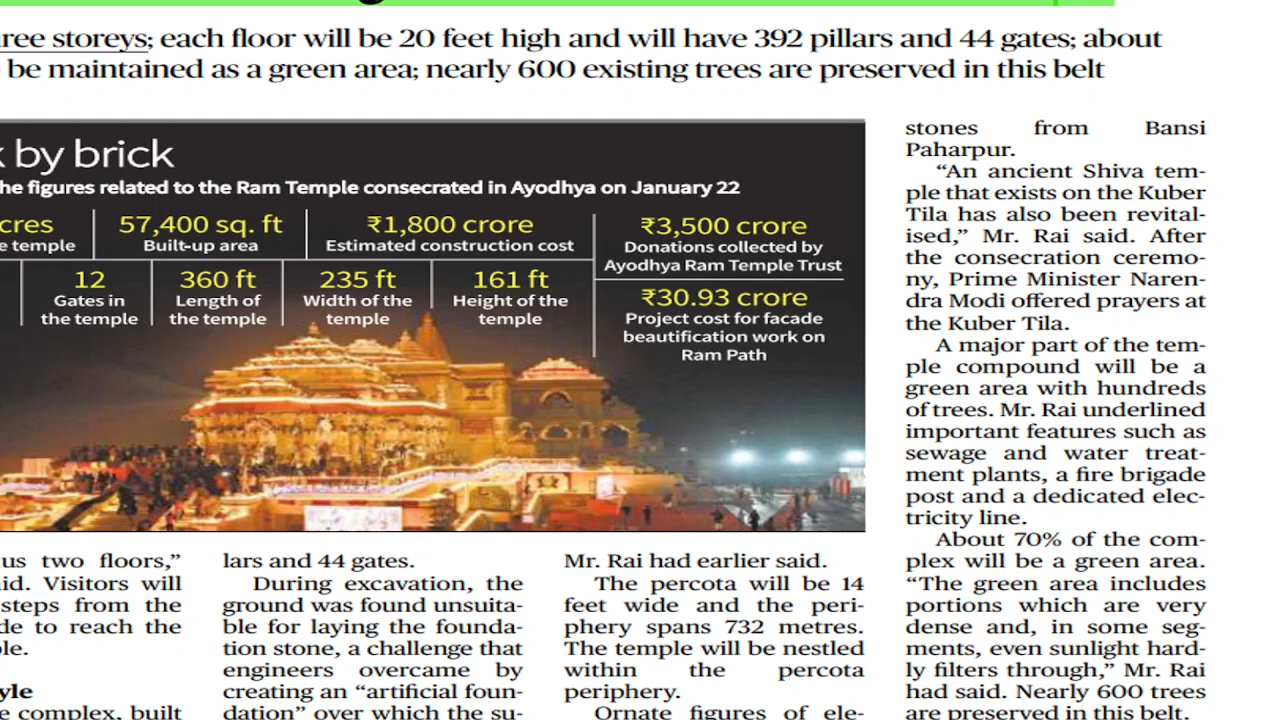 ree storeys; each floor will be 20 feet high and will have 392 pillars and 44 gates; about
be maintained as a green area; nearly 600 existing trees are preserved in this belt
by brick
he figures related to the Ram Temple consecrated in Ayodhya on January 22
cres
e temple
57,400 sq. ft
Built-up area
₹1,800 crore
Estimated construction cost
₹3,500 crore
Donations collected by
Ayodhya Ram Temple Trust
12
Gates in
the temple
360 ft
Length of
the temple
235 ft
Width of the
temple
161 ft
Height of the
temple
₹30.93 crore
Project cost for facade
beautification work on
Ram Path
us two floors,”
id. Visitors will
steps from the
de to reach the
le.
yle
e complex, built
lars and 44 gates.
During excavation, the
ground was found unsuita-
ble for laying the founda-
tion stone, a challenge that
engineers overcame by
creating an “artificial foun-
dation” over which the su-
Mr. Rai had earlier said.
The percota will be 14
feet wide and the peri-
phery spans 732 metres.
The temple will be nestled
within the percota
periphery.
Ornate figures of ele-
stones from Bansi
Paharpur.
“An ancient Shiva tem-
ple that exists on the Kuber
Tila has also been revital-
ised,” Mr. Rai said. After
the consecration ceremo-
ny, Prime Minister Naren-
dra Modi offered prayers at
the Kuber Tila.
A major part of the tem-
ple compound will be a
green area with hundreds
of trees. Mr. Rai underlined
important features such as
sewage and water treat-
ment plants, a fire brigade
post and a dedicated elec-
tricity line.
About 70% of the com-
plex will be a green area.
“The green area includes
portions which are very
dense and, in some seg-
ments, even sunlight hard-
ly filters through,” Mr. Rai
had said. Nearly 600 trees
are preserved in this belt.